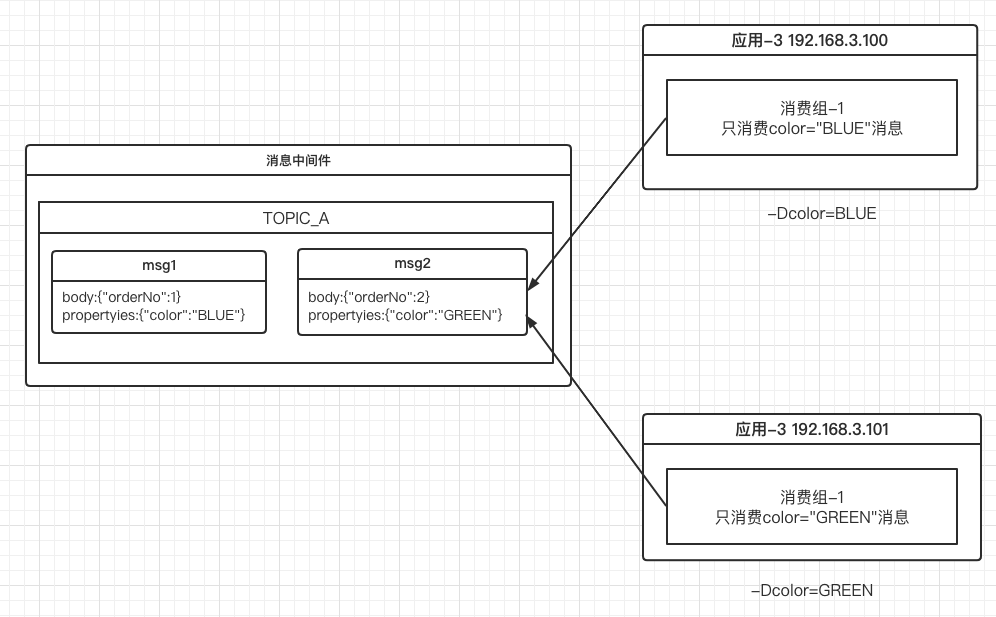 消息中间件
TOPIC_A
msg1
body:{"orderNo":1}
propertyies:{"color":"BLUE"}
msg2
body:{"orderNo":2}
propertyies:{"color":"GREEN"}
应用-3 192.168.3.100
消费组-1
只消费color="BLUE"消息
-Dcolor=BLUE
应用-3 192.168.3.101
消费组-1
只消费color="GREEN"消息
-Dcolor=GREEN